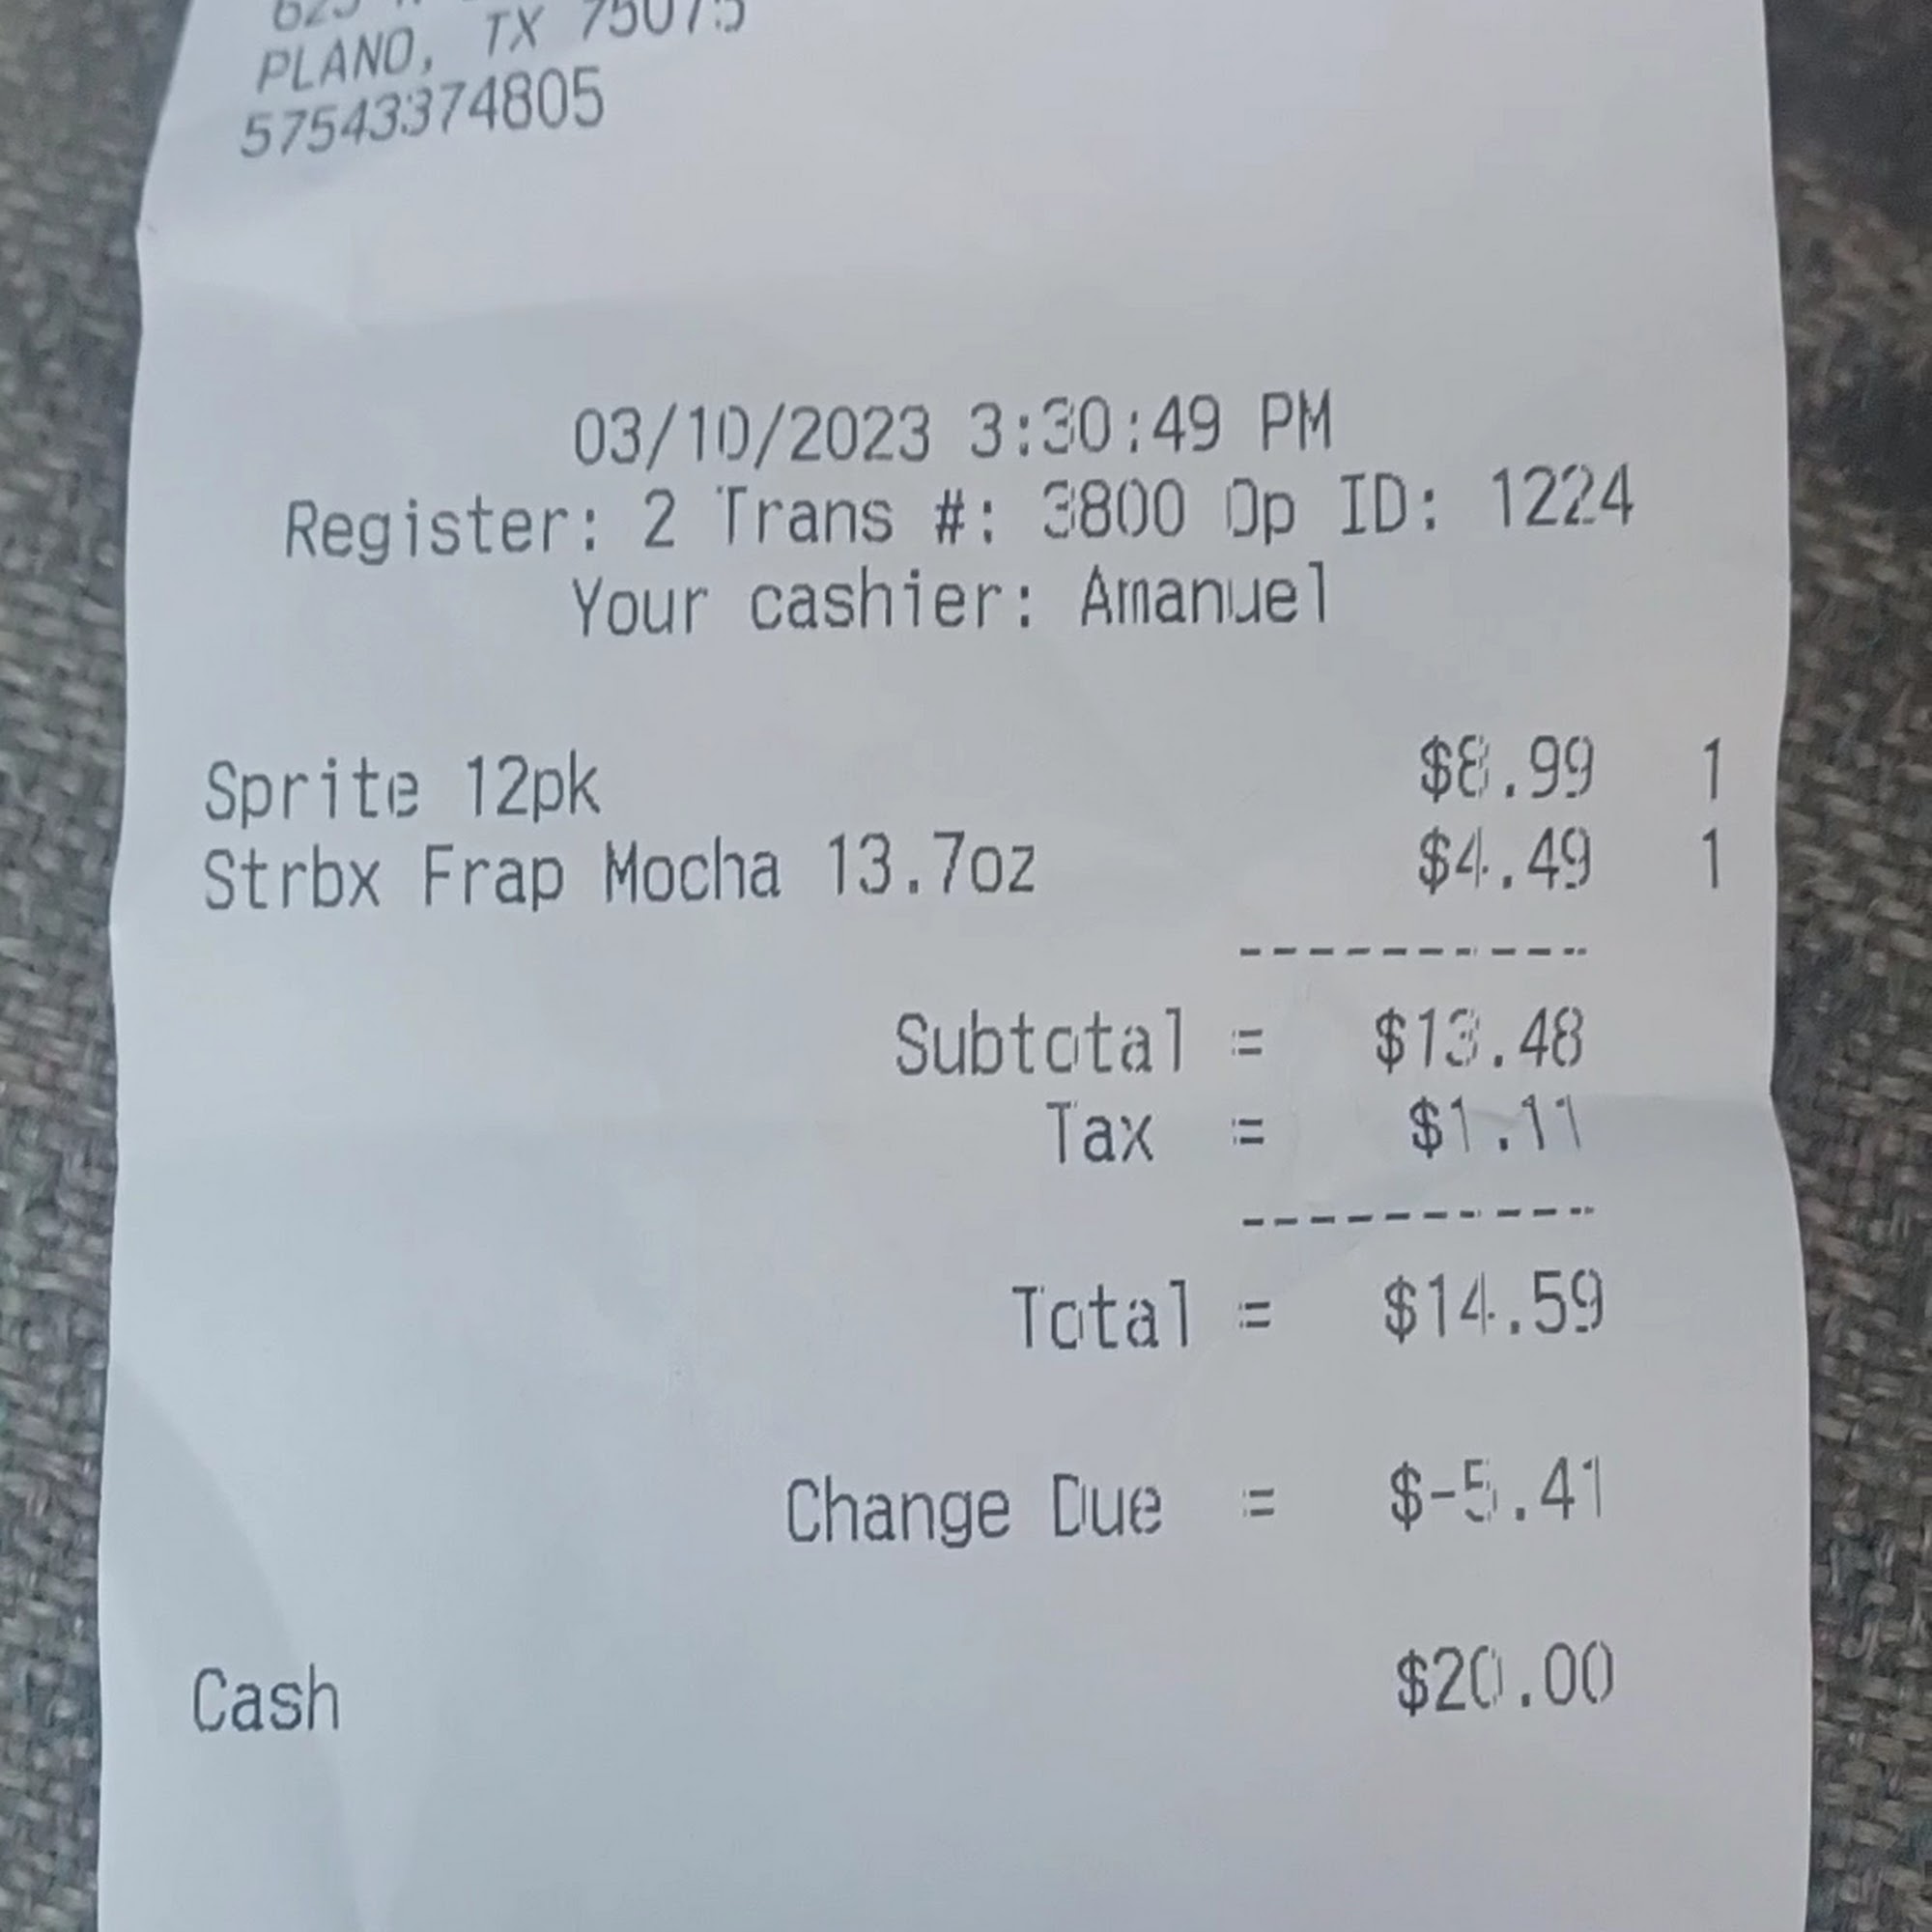 PLANO, TX 75075
57543374805
03/10/2023 3:30:49 PM
Register: 2 Trans #: 3800 Op ID: 1224
Your cashier: Amanuel
Sprite 12pk $8.99 1
Strbx Frap Mocha 13.7oz $4.49 1
----------
Subtotal = $13.48
Tax = $1.11
----------
Total = $14.59
Change Due = $-5.41
Cash $20.00